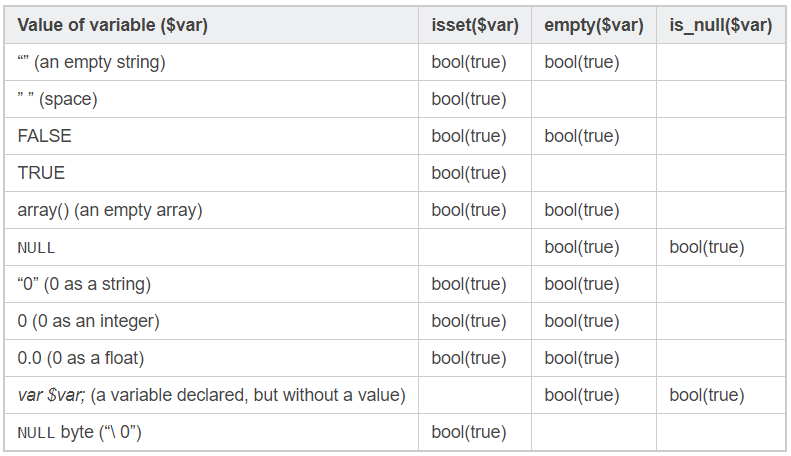 Value of variable ($var) isset($var) empty($var) is_null($var)
“” (an empty string) bool(true) bool(true)
” ” (space) bool(true)
FALSE bool(true) bool(true)
TRUE bool(true)
array() (an empty array) bool(true) bool(true)
NULL bool(true) bool(true)
“0” (0 as a string) bool(true) bool(true)
0 (0 as an integer) bool(true) bool(true)
0.0 (0 as a float) bool(true) bool(true)
var $var; (a variable declared, but without a value) bool(true) bool(true)
NULL byte (“\ 0”) bool(true)